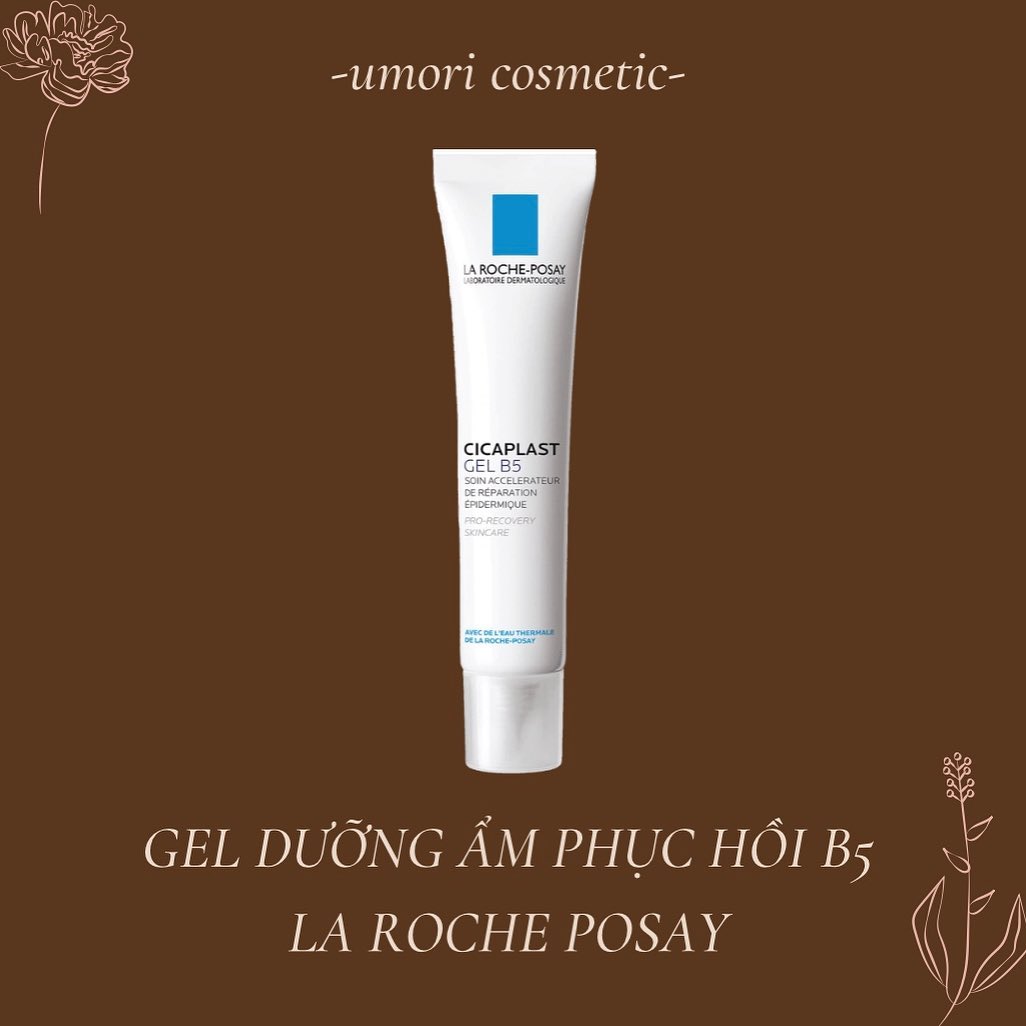 -umori cosmetic-
LA ROCHE-POSAY
LABORATOIRE DERMATOLOGIQUE
CICAPLAST
GEL B5
SOIN ACCELERATEUR
DE RÉPARATION
ÉPIDERMIQUE
PRO-RECOVERY
SKINCARE
AVEC DE L'EAU THERMALE
DE LA ROCHE-POSAY
GEL DƯỠNG ẨM PHỤC HỒI B5
LA ROCHE POSAY